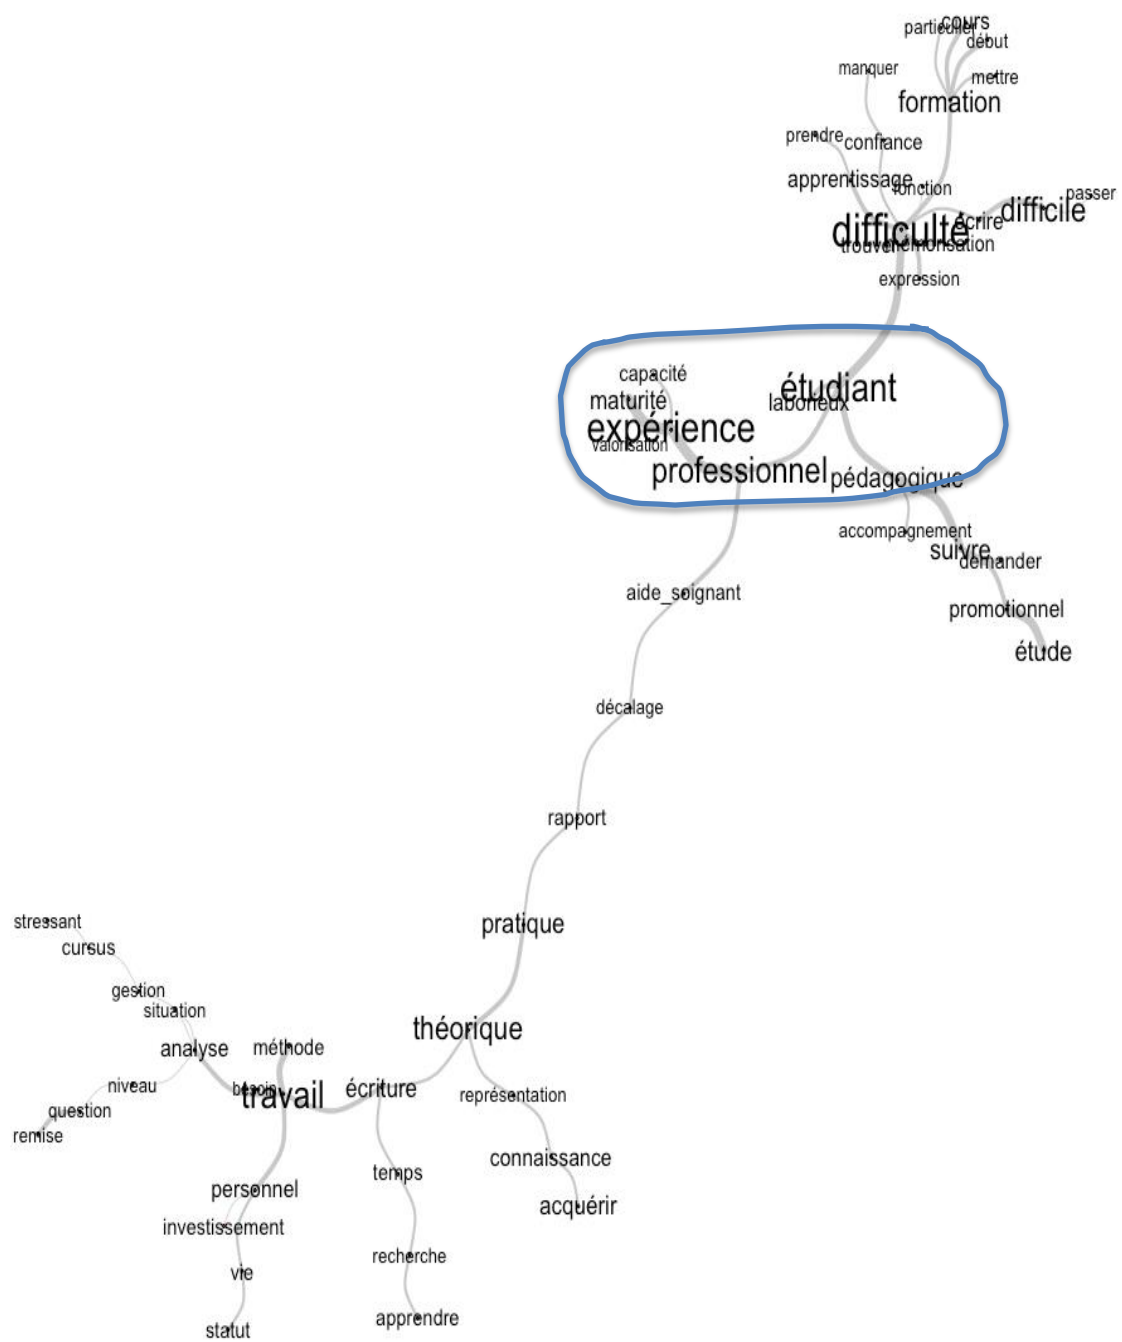 cours
particulier
début
manquer
mettre
formation
prendre
confiance
apprentissage
fonction
passer
difficile
écrire
difficulté
trouver
mémorisation
expression
capacité
étudiant
maturité
laborieux
expérience
valorisation
professionnel
pédagogique
accompagnement
suivre
demander
aide_soignant
promotionnel
étude
décalage
rapport
stressant
pratique
cursus
gestion
situation
théorique
analyse
méthode
niveau
besoin
travail
écriture
représentation
question
remise
connaissance
temps
personnel
acquérir
investissement
recherche
vie
apprendre
statut